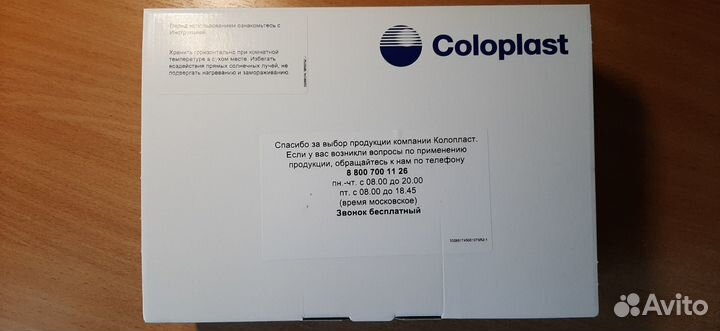 Перед использованием ознакомьтесь с
Инструкцией.
Хранить горизонтально при комнатной
температуре в сухом месте. Избегать
воздействия прямых солнечных лучей, не
подвергать нагреванию и замораживанию.
Coloplast
Спасибо за выбор продукции компании Колопласт.
Если у вас возникли вопросы по применению
продукции, обращайтесь к нам по телефону
8 800 700 11 26
пн.-чт. с 08.00 до 20.00
пт. с 08.00 до 18.45
(время московское)
Звонок бесплатный
Avito